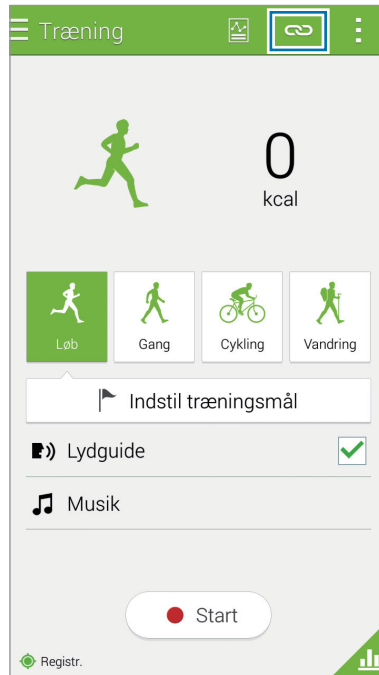 Træning
0
kcal
Løb
Gang
Cykling
Vandring
Indstil træningsmål
Lydguide
Musik
Start
Registr.